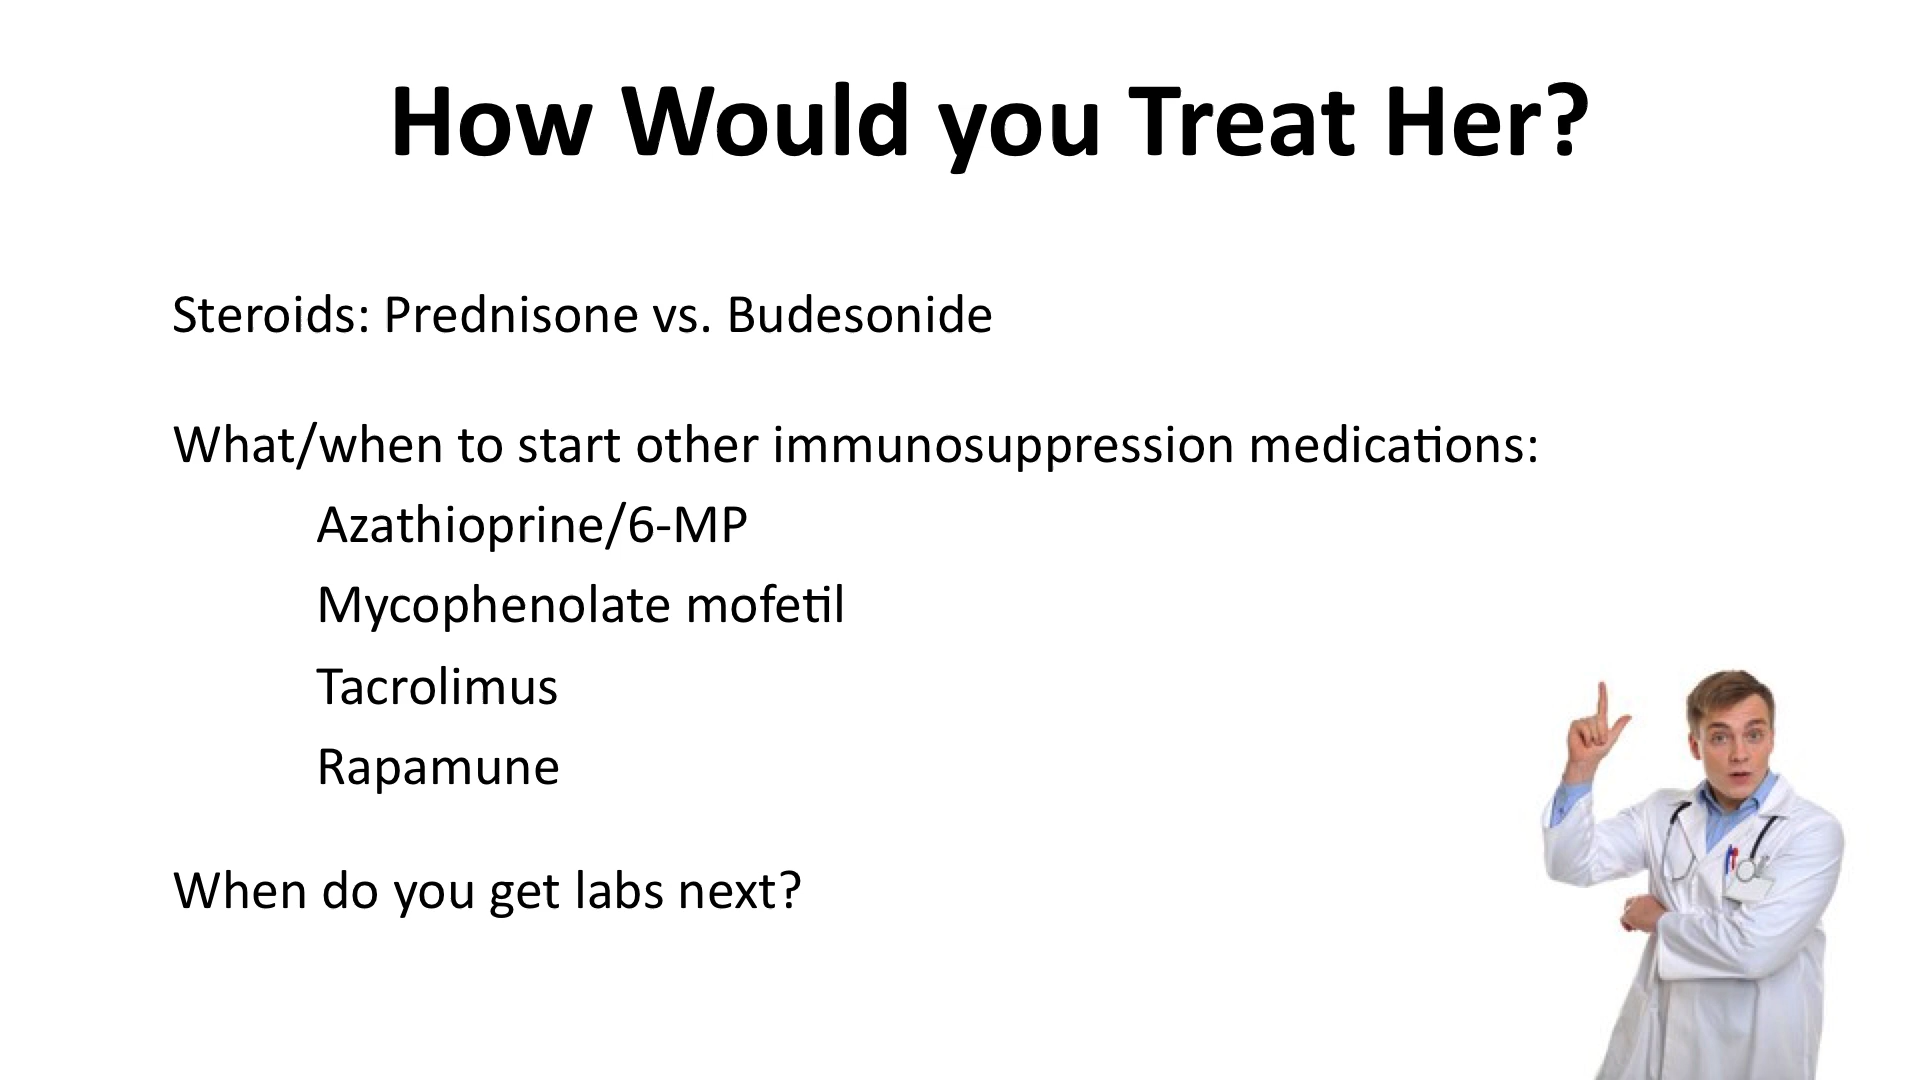 How Would you Treat Her?
Steroids: Prednisone vs. Budesonide
What/when to start other immunosuppression medications:
Azathioprine/6-MP
Mycophenolate mofetil
Tacrolimus
Rapamune
When do you get labs next?